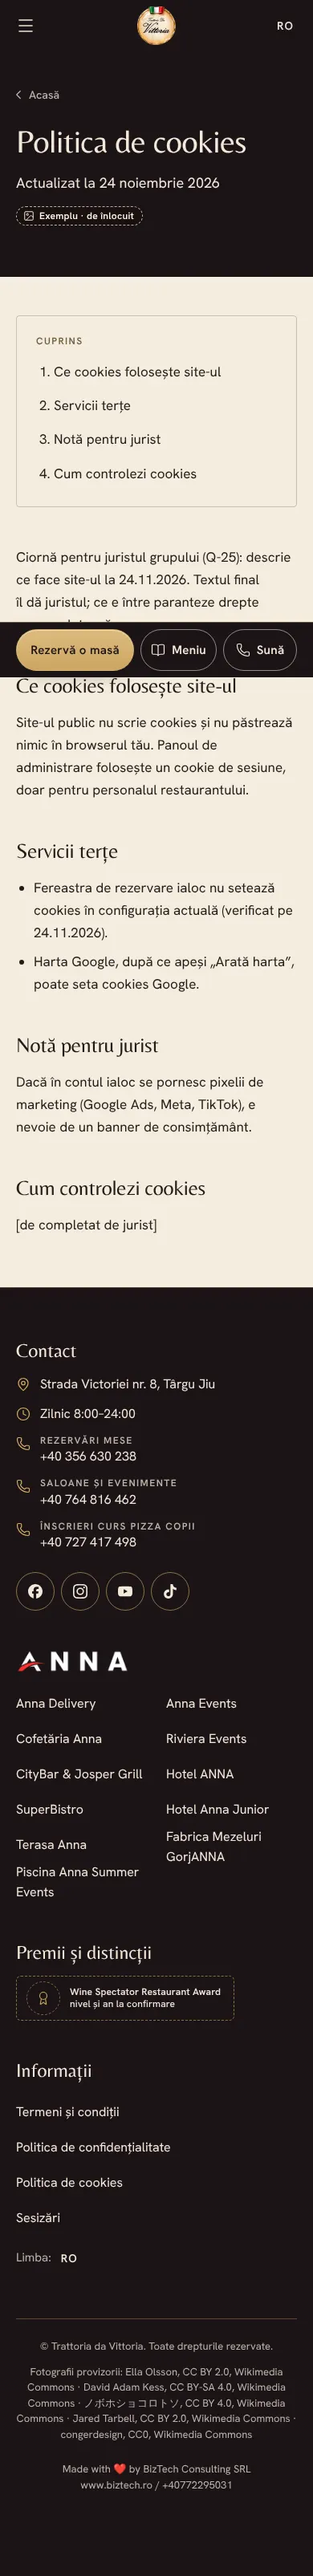 Trattoria Da
Vittoria
RO
Acasă
Politica de cookies
Actualizat la 24 noiembrie 2026
Exemplu · de înlocuit
CUPRINS
1. Ce cookies folosește site-ul
2. Servicii terțe
3. Notă pentru jurist
4. Cum controlezi cookies
Ciornă pentru juristul grupului (Q-25): descrie
ce face site-ul la 24.11.2026. Textul final
îl dă juristul; ce e între paranteze drepte
Rezervă o masă
Meniu
Sună
Ce cookies folosește site-ul
Site-ul public nu scrie cookies și nu păstrează
nimic în browserul tău. Panoul de
administrare folosește un cookie de sesiune,
doar pentru personalul restaurantului.
Servicii terțe
• Fereastra de rezervare ialoc nu setează
cookies în configurația actuală (verificat pe
24.11.2026).
• Harta Google, după ce apeși „Arată harta”,
poate seta cookies Google.
Notă pentru jurist
Dacă în contul ialoc se pornesc pixelii de
marketing (Google Ads, Meta, TikTok), e
nevoie de un banner de consimțământ.
Cum controlezi cookies
[de completat de jurist]
Contact
Strada Victoriei nr. 8, Târgu Jiu
Zilnic 8:00–24:00
REZERVĂRI MESE
+40 356 630 238
SALOANE ȘI EVENIMENTE
+40 764 816 462
ÎNSCRIERI CURS PIZZA COPII
+40 727 417 498
ANNA
Anna Delivery
Anna Events
Cofetăria Anna
Riviera Events
CityBar & Josper Grill
Hotel ANNA
SuperBistro
Hotel Anna Junior
Terasa Anna
Fabrica Mezeluri
GorjANNA
Piscina Anna Summer
Events
Premii și distincții
Wine Spectator Restaurant Award
nivel și an la confirmare
Informații
Termeni și condiții
Politica de confidențialitate
Politica de cookies
Sesizări
Limba: RO
© Trattoria da Vittoria. Toate drepturile rezervate.
Fotografii provizorii: Ella Olsson, CC BY 2.0, Wikimedia
Commons · David Adam Kess, CC BY-SA 4.0, Wikimedia
Commons · ノボホショコロトソ, CC BY 4.0, Wikimedia
Commons · Jared Tarbell, CC BY 2.0, Wikimedia Commons ·
congerdesign, CC0, Wikimedia Commons
Made with ❤️ by BizTech Consulting SRL
www.biztech.ro / +40772295031